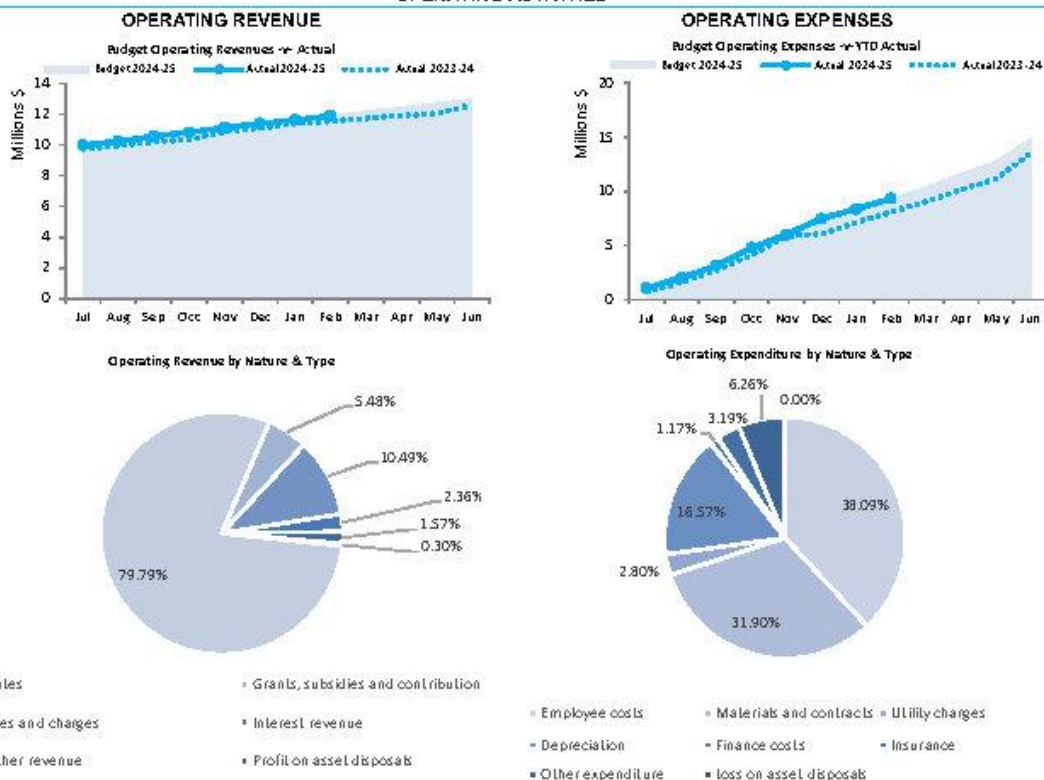 OPERATING REVENUE
Budget Operating Revenues -v- Actual
Budget 2024-25 Actual 2024-25 Actual 2023-24
Millions $
14
12
10
8
6
4
2
0
Jul Aug Sep Oct Nov Dec Jan Feb Mar Apr May Jun
Operating Revenue by Nature & Type
5.48%
10.49%
2.36%
1.57%
0.30%
79.79%
Grants, subsidies and contribution
es and charges
Interest revenue
her revenue
Profit on asset disposals
OPERATING EXPENSES
Budget Operating Expenses -v- YTD Actual
Budget 2024-25 Actual 2024-25 Actual 2023-24
Millions $
20
15
10
5
0
Jul Aug Sep Oct Nov Dec Jan Feb Mar Apr May Jun
Operating Expenditure by Nature & Type
6.26%
0.00%
3.19%
1.17%
38.09%
16.57%
2.80%
31.90%
Employee costs Materials and contracts Utility charges
Depreciation Finance costs Insurance
Other expenditure loss on asset disposals